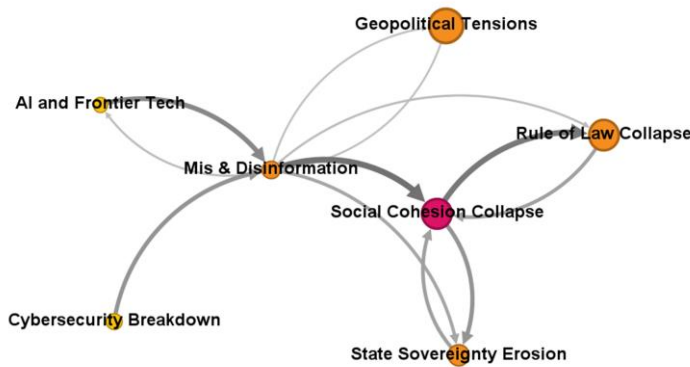 Geopolitical Tensions
AI and Frontier Tech
Rule of Law Collapse
Mis & Disinformation
Social Cohesion Collapse
Cybersecurity Breakdown
State Sovereignty Erosion